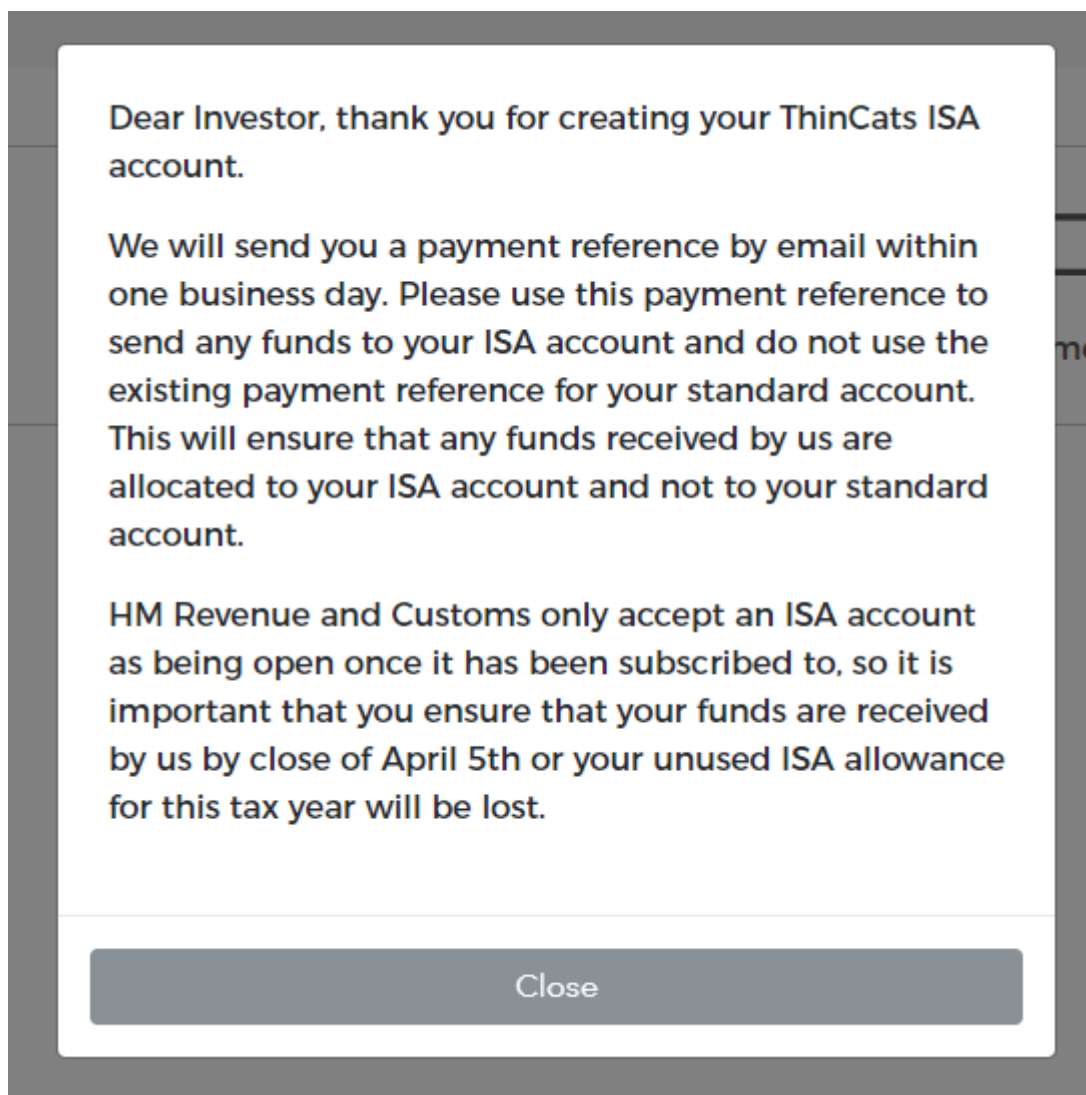 Dear Investor, thank you for creating your ThinCats ISA
account.
We will send you a payment reference by email within
one business day. Please use this payment reference to
send any funds to your ISA account and do not use the
existing payment reference for your standard account.
This will ensure that any funds received by us are
allocated to your ISA account and not to your standard
account.
HM Revenue and Customs only accept an ISA account
as being open once it has been subscribed to, so it is
important that you ensure that your funds are received
by us by close of April 5th or your unused ISA allowance
for this tax year will be lost.
Close